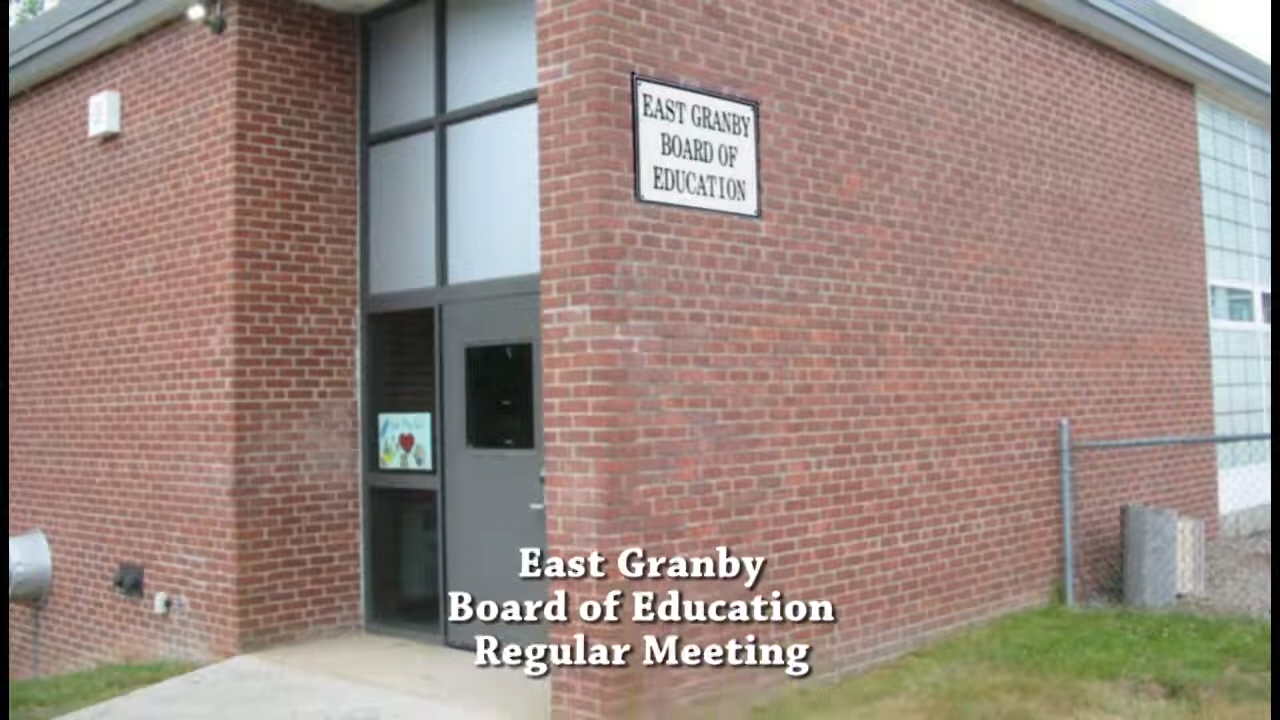 EAST GRANBY
BOARD OF
EDUCATION
East Granby
Board of Education
Regular Meeting